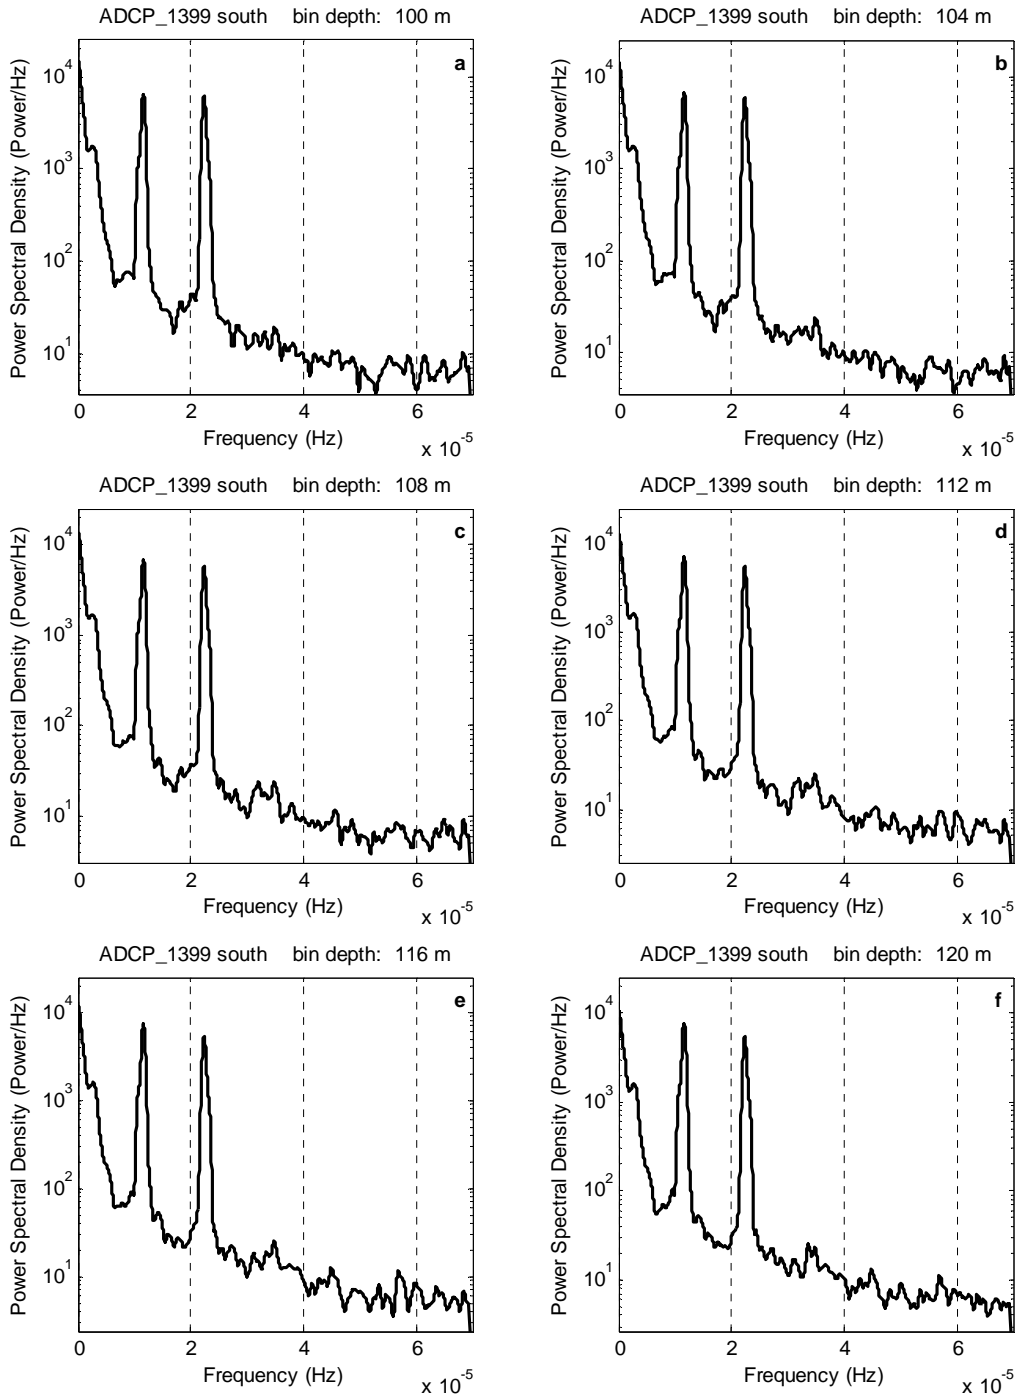 ADCP_1399 south bin depth: 100 m
a
Power Spectral Density (Power/Hz)
10^4
10^3
10^2
10^1
0 2 4 6
Frequency (Hz)
x 10^-5
ADCP_1399 south bin depth: 104 m
b
Power Spectral Density (Power/Hz)
10^4
10^3
10^2
10^1
0 2 4 6
Frequency (Hz)
x 10^-5
ADCP_1399 south bin depth: 108 m
c
Power Spectral Density (Power/Hz)
10^4
10^3
10^2
10^1
0 2 4 6
Frequency (Hz)
x 10^-5
ADCP_1399 south bin depth: 112 m
d
Power Spectral Density (Power/Hz)
10^4
10^3
10^2
10^1
0 2 4 6
Frequency (Hz)
x 10^-5
ADCP_1399 south bin depth: 116 m
e
Power Spectral Density (Power/Hz)
10^4
10^3
10^2
10^1
0 2 4 6
Frequency (Hz)
x 10^-5
ADCP_1399 south bin depth: 120 m
f
Power Spectral Density (Power/Hz)
10^4
10^3
10^2
10^1
0 2 4 6
Frequency (Hz)
x 10^-5